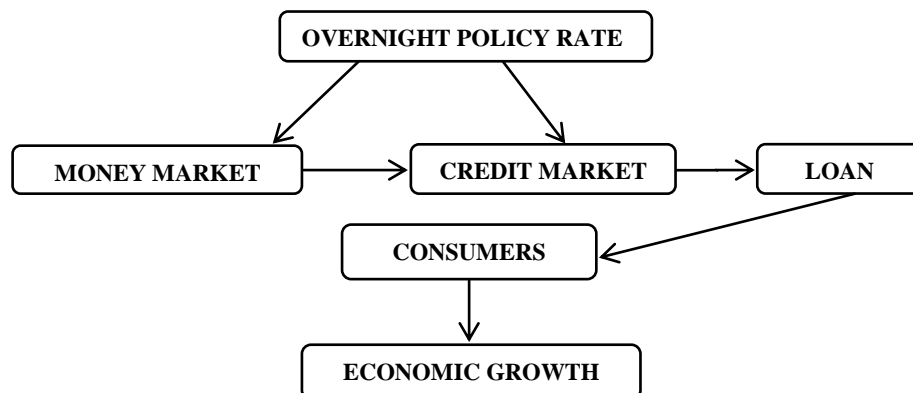 OVERNIGHT POLICY RATE
MONEY MARKET
CREDIT MARKET
LOAN
CONSUMERS
ECONOMIC GROWTH